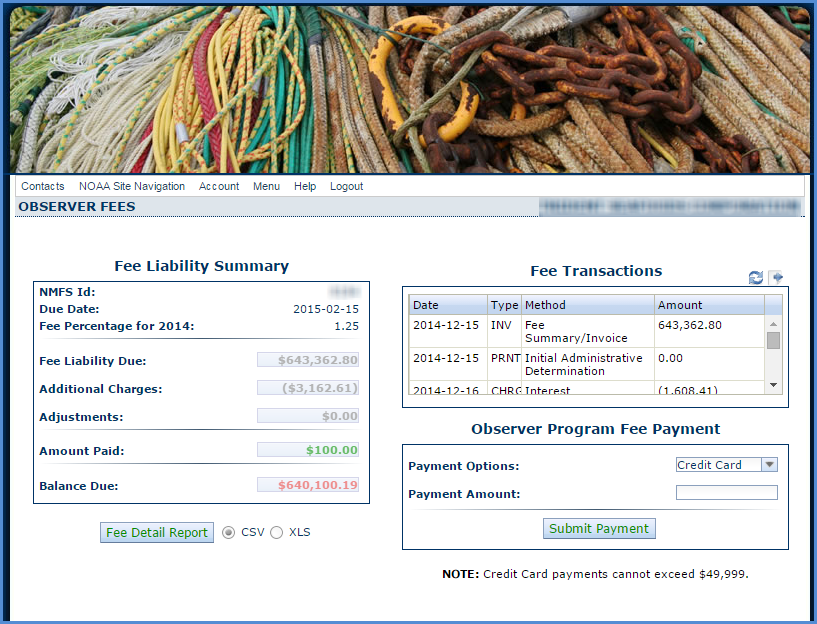 Contacts NOAA Site Navigation Account Menu Help Logout
OBSERVER FEES
Fee Liability Summary
NMFS Id:
Due Date: 2015-02-15
Fee Percentage for 2014: 1.25
Fee Liability Due: $643,362.80
Additional Charges: ($3,162.61)
Adjustments: $0.00
Amount Paid: $100.00
Balance Due: $640,100.19
Fee Detail Report CSV XLS
Fee Transactions
Date Type Method Amount
2014-12-15 INV Fee 643,362.80
Summary/Invoice
2014-12-15 PRNT Initial Administrative 0.00
Determination
2014-12-16 CHRG Interest (1,608.41)
Observer Program Fee Payment
Payment Options: Credit Card
Payment Amount:
Submit Payment
NOTE: Credit Card payments cannot exceed $49,999.